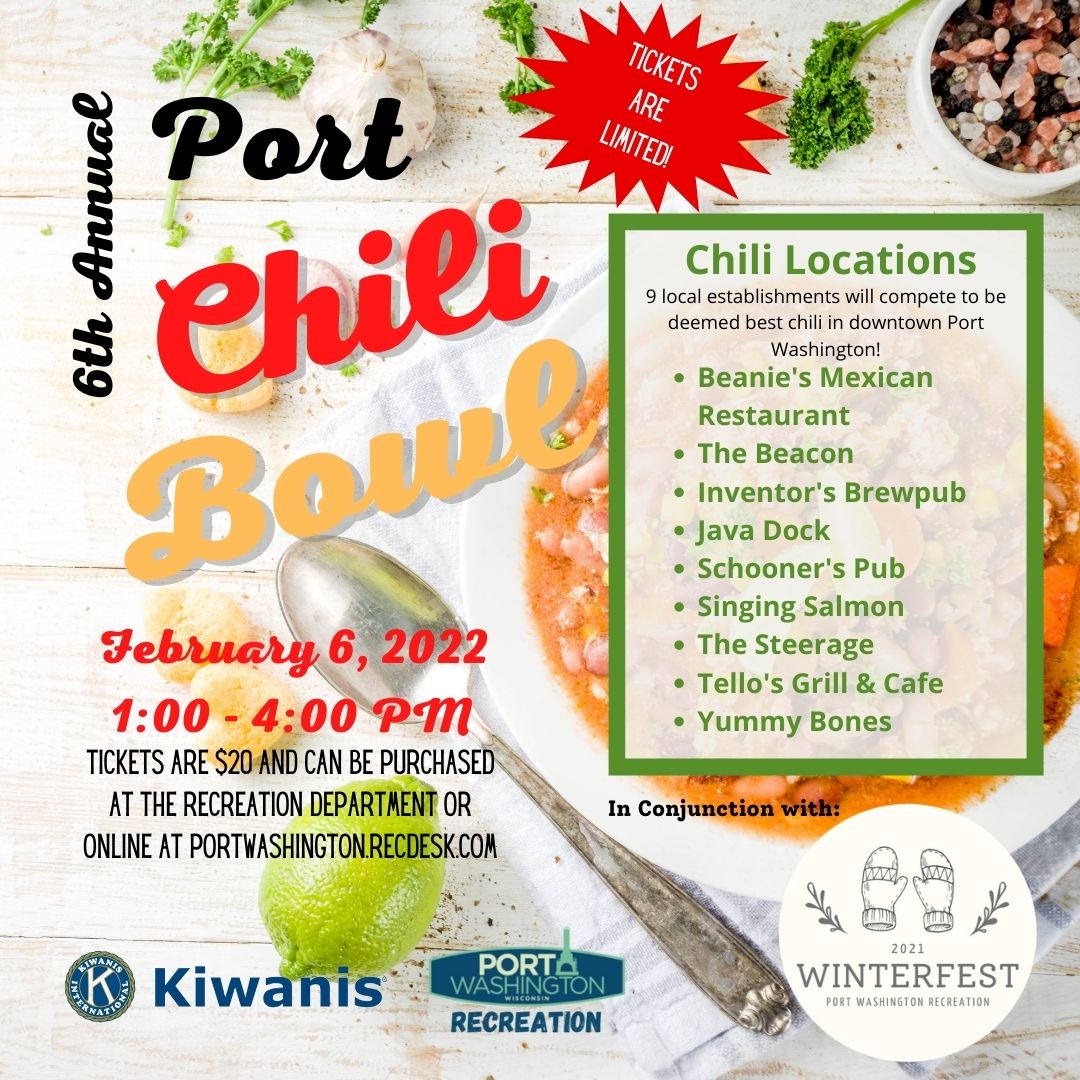 6th Annual
Port
Chili
Bowl
TICKETS
ARE
LIMITED!
Chili Locations
9 local establishments will compete to be
deemed best chili in downtown Port
Washington!
• Beanie's Mexican
Restaurant
• The Beacon
• Inventor's Brewpub
• Java Dock
• Schooner's Pub
• Singing Salmon
• The Steerage
• Tello's Grill & Cafe
• Yummy Bones
February 6, 2022
1:00 - 4:00 PM
TICKETS ARE $20 AND CAN BE PURCHASED
AT THE RECREATION DEPARTMENT OR
ONLINE AT PORTWASHINGTON.RECDESK.COM
In Conjunction with:
2021
WINTERFEST
PORT WASHINGTON RECREATION
KIWANIS
K
INTERNATIONAL
Kiwanis
PORT
WASHINGTON
WISCONSIN
RECREATION